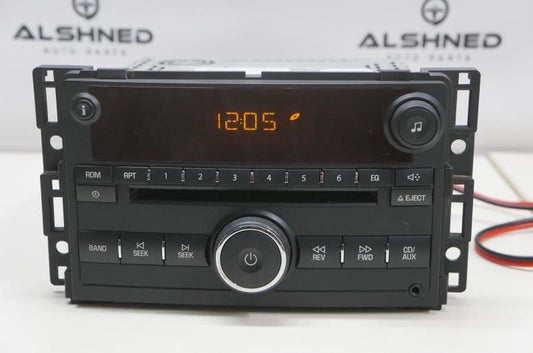 ALSHNED
AUTO PARTS
ALSHNED
AUTO PARTS
i
12:05
RDM
RPT 1 2 3 4 5 6 EQ
EJECT
BAND
SEEK
SEEK
REV
FWD
CD/
AUX